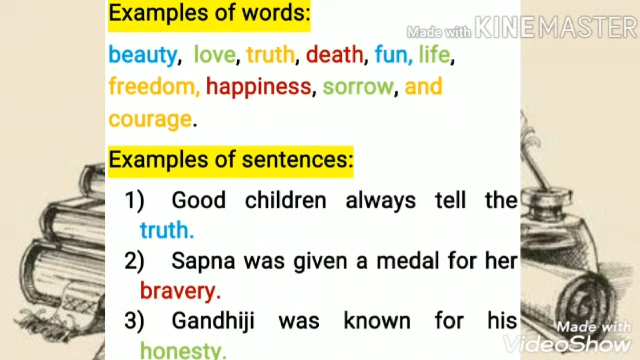 Examples of words:
Made with KINEMASTER
beauty, love, truth, death, fun, life,
freedom, happiness, sorrow, and
courage.
Examples of sentences:
1) Good children always tell the
truth.
2) Sapna was given a medal for her
bravery.
3) Gandhiji was known for his
honesty.
Made with
VideoShow